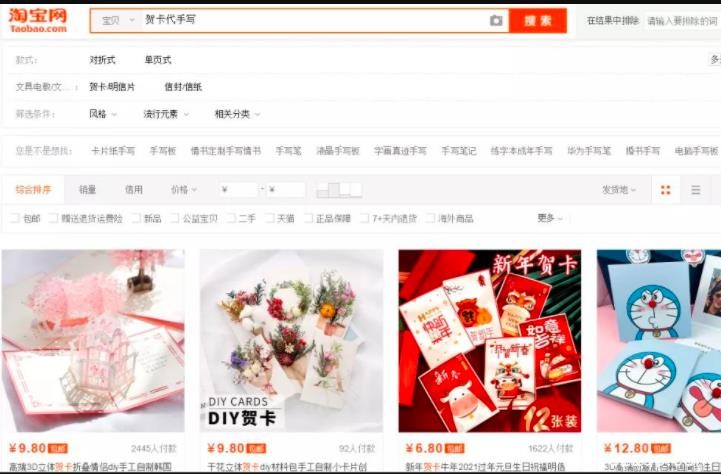 淘宝网
Taobao.com
宝贝 贺卡代手写 搜索 在结果中排除 请输入要排除的词
款式： 对折式 单页式 多
文具电教/文... : 贺卡/明信片 信封/信纸
筛选条件： 风格 流行元素 相关分类
您是不是想找： 卡片纸手写 手写板 情书定制手写情书 手写笔 液晶手写板 字画真迹手写 手写笔记 练字本成年手写 华为手写笔 婚书手写 电脑手写板
综合排序 销量 信用 价格 ¥ - ¥ 发货地
包邮 赠送退货运费险 新品 公益宝贝 二手 天猫 正品保障 7+天内退货 海外商品 更多
DIY CARDS
DIY贺卡
新年贺卡
恭贺新喜
新春
12张装
¥9.80 包邮 2445人付款
¥9.80 包邮 92人付款
¥6.80 包邮 1622人付款
¥12.80 包邮
高端3D立体贺卡折叠情侣diy手工自制韩国
干花立体贺卡diy材料包手工自制小卡片创
新年贺卡牛年2021过年元旦生日祝福明信